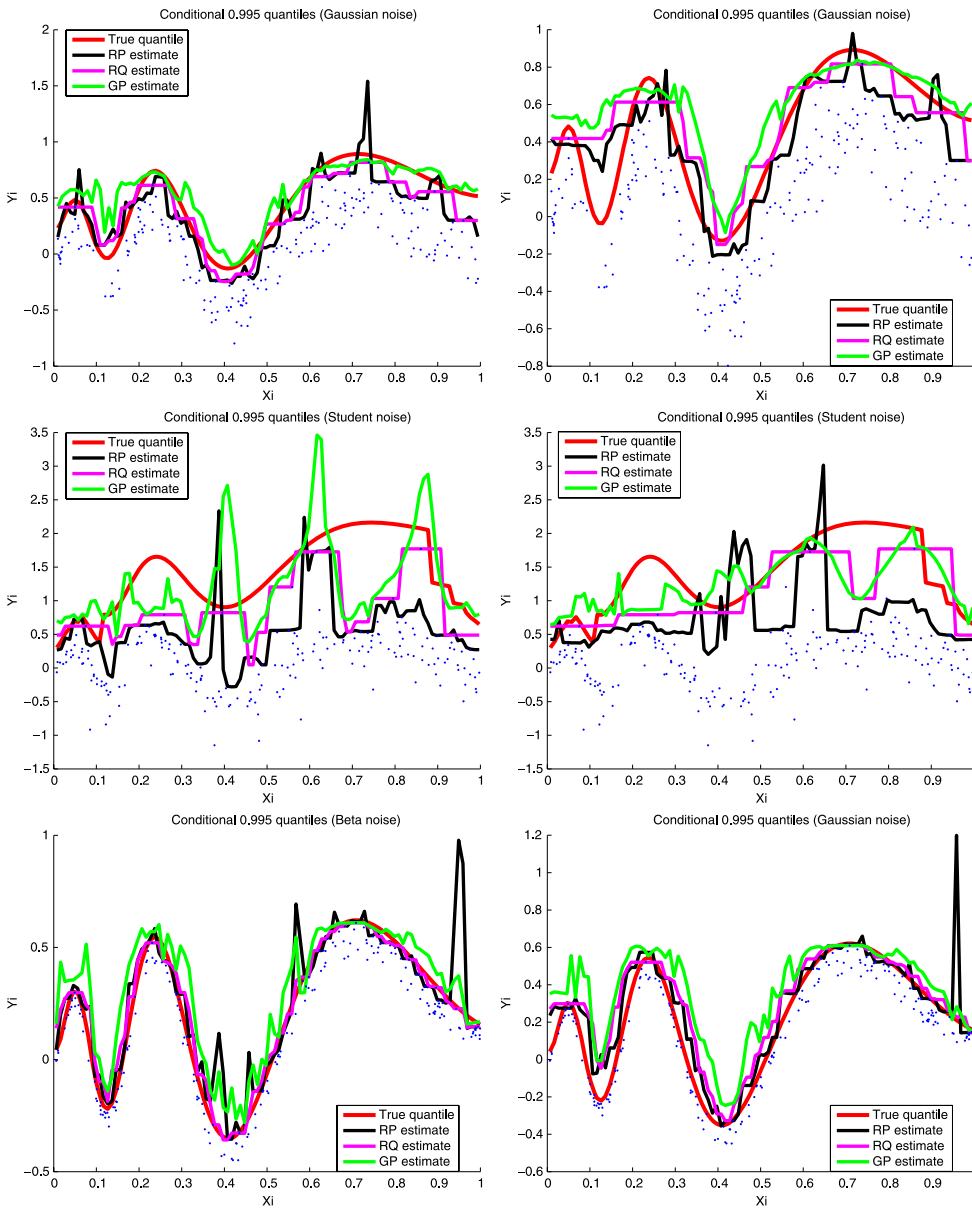 Conditional 0.995 quantiles (Gaussian noise)
2
1.5
1
0.5
0
−0.5
−1
Yi
True quantile
RP estimate
RQ estimate
GP estimate
0 0.1 0.2 0.3 0.4 0.5 0.6 0.7 0.8 0.9 1
Xi
Conditional 0.995 quantiles (Gaussian noise)
1
0.8
0.6
0.4
0.2
0
−0.2
−0.4
−0.6
−0.8
Yi
True quantile
RP estimate
RQ estimate
GP estimate
0 0.1 0.2 0.3 0.4 0.5 0.6 0.7 0.8 0.9
Xi
Conditional 0.995 quantiles (Student noise)
3.5
3
2.5
2
1.5
1
0.5
0
−0.5
−1
−1.5
Yi
True quantile
RP estimate
RQ estimate
GP estimate
0 0.1 0.2 0.3 0.4 0.5 0.6 0.7 0.8 0.9 1
Xi
Conditional 0.995 quantiles (Student noise)
3.5
3
2.5
2
1.5
1
0.5
0
−0.5
−1
−1.5
Yi
True quantile
RP estimate
RQ estimate
GP estimate
0 0.1 0.2 0.3 0.4 0.5 0.6 0.7 0.8 0.9
Xi
Conditional 0.995 quantiles (Beta noise)
1
0.5
0
−0.5
Yi
True quantile
RP estimate
RQ estimate
GP estimate
0 0.1 0.2 0.3 0.4 0.5 0.6 0.7 0.8 0.9 1
Xi
Conditional 0.995 quantiles (Gaussian noise)
1.2
1
0.8
0.6
0.4
0.2
0
−0.2
−0.4
−0.6
Yi
True quantile
RP estimate
RQ estimate
GP estimate
0 0.1 0.2 0.3 0.4 0.5 0.6 0.7 0.8 0.9
Xi